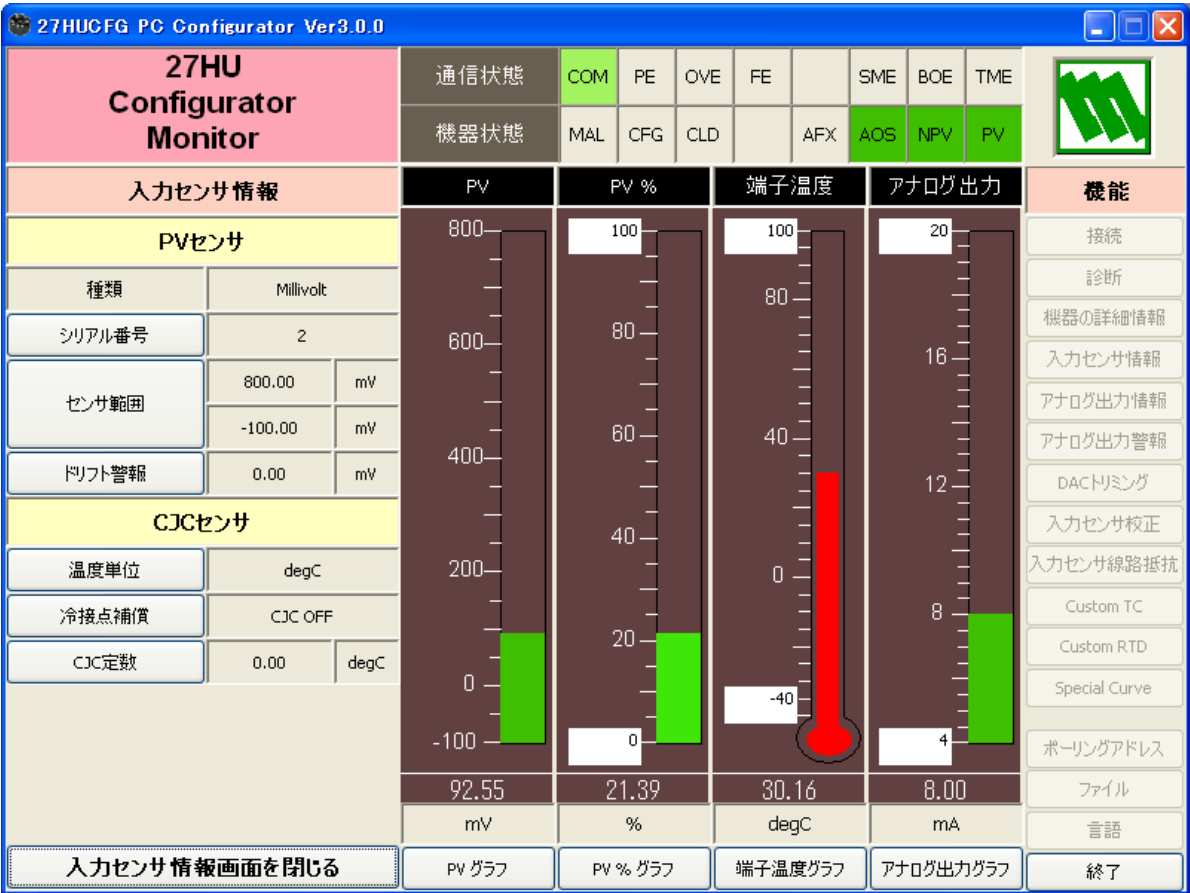 27HUCFG PC Configurator Ver3.0.0
27HU
Configurator
Monitor
通信状態 COM PE OVE FE SME BOE TME
機器状態 MAL CFG CLD AFX AOS NPV PV
入力センサ情報
PVセンサ
種類 Millivolt
シリアル番号 2
センサ範囲
800.00 mV
-100.00 mV
ドリフト警報 0.00 mV
CJCセンサ
温度単位 degC
冷接点補償 CJC OFF
CJC定数 0.00 degC
入力センサ情報画面を閉じる
PV
800
600
400
200
0
-100
92.55
mV
PV グラフ
PV %
100
80
60
40
20
0
21.39
%
PV % グラフ
端子温度
100
80
40
0
-40
30.16
degC
端子温度グラフ
アナログ出力
20
16
12
8
4
8.00
mA
アナログ出力グラフ
機能
接続
診断
機器の詳細情報
入力センサ情報
アナログ出力情報
アナログ出力警報
DACトリミング
入力センサ校正
入力センサ線路抵抗
Custom TC
Custom RTD
Special Curve
ポーリングアドレス
ファイル
言語
終了